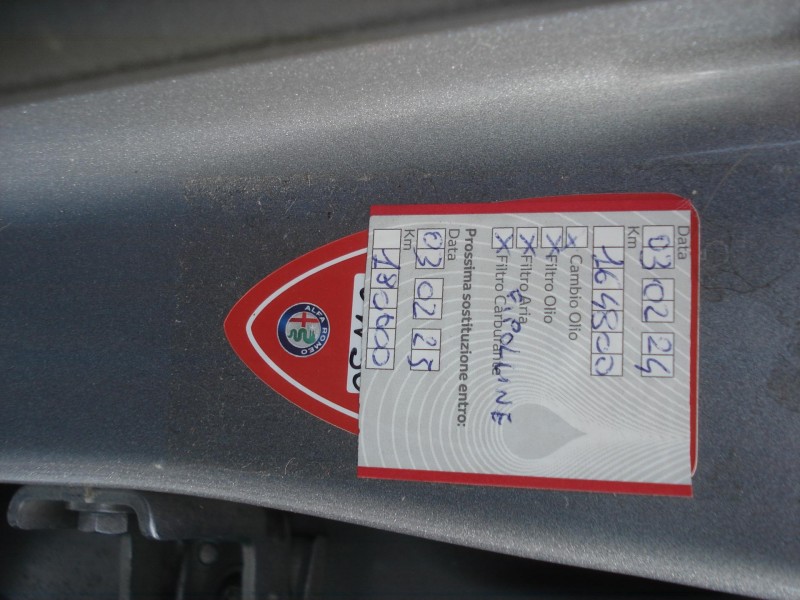 Data
03 02 24
Km
164800
X Cambio Olio
X Filtro Olio
X Filtro Aria
X Filtro Carburante
E POLLINE
Prossima sostituzione entro:
Data
03 02 25
Km
180000
ALFA ROMEO